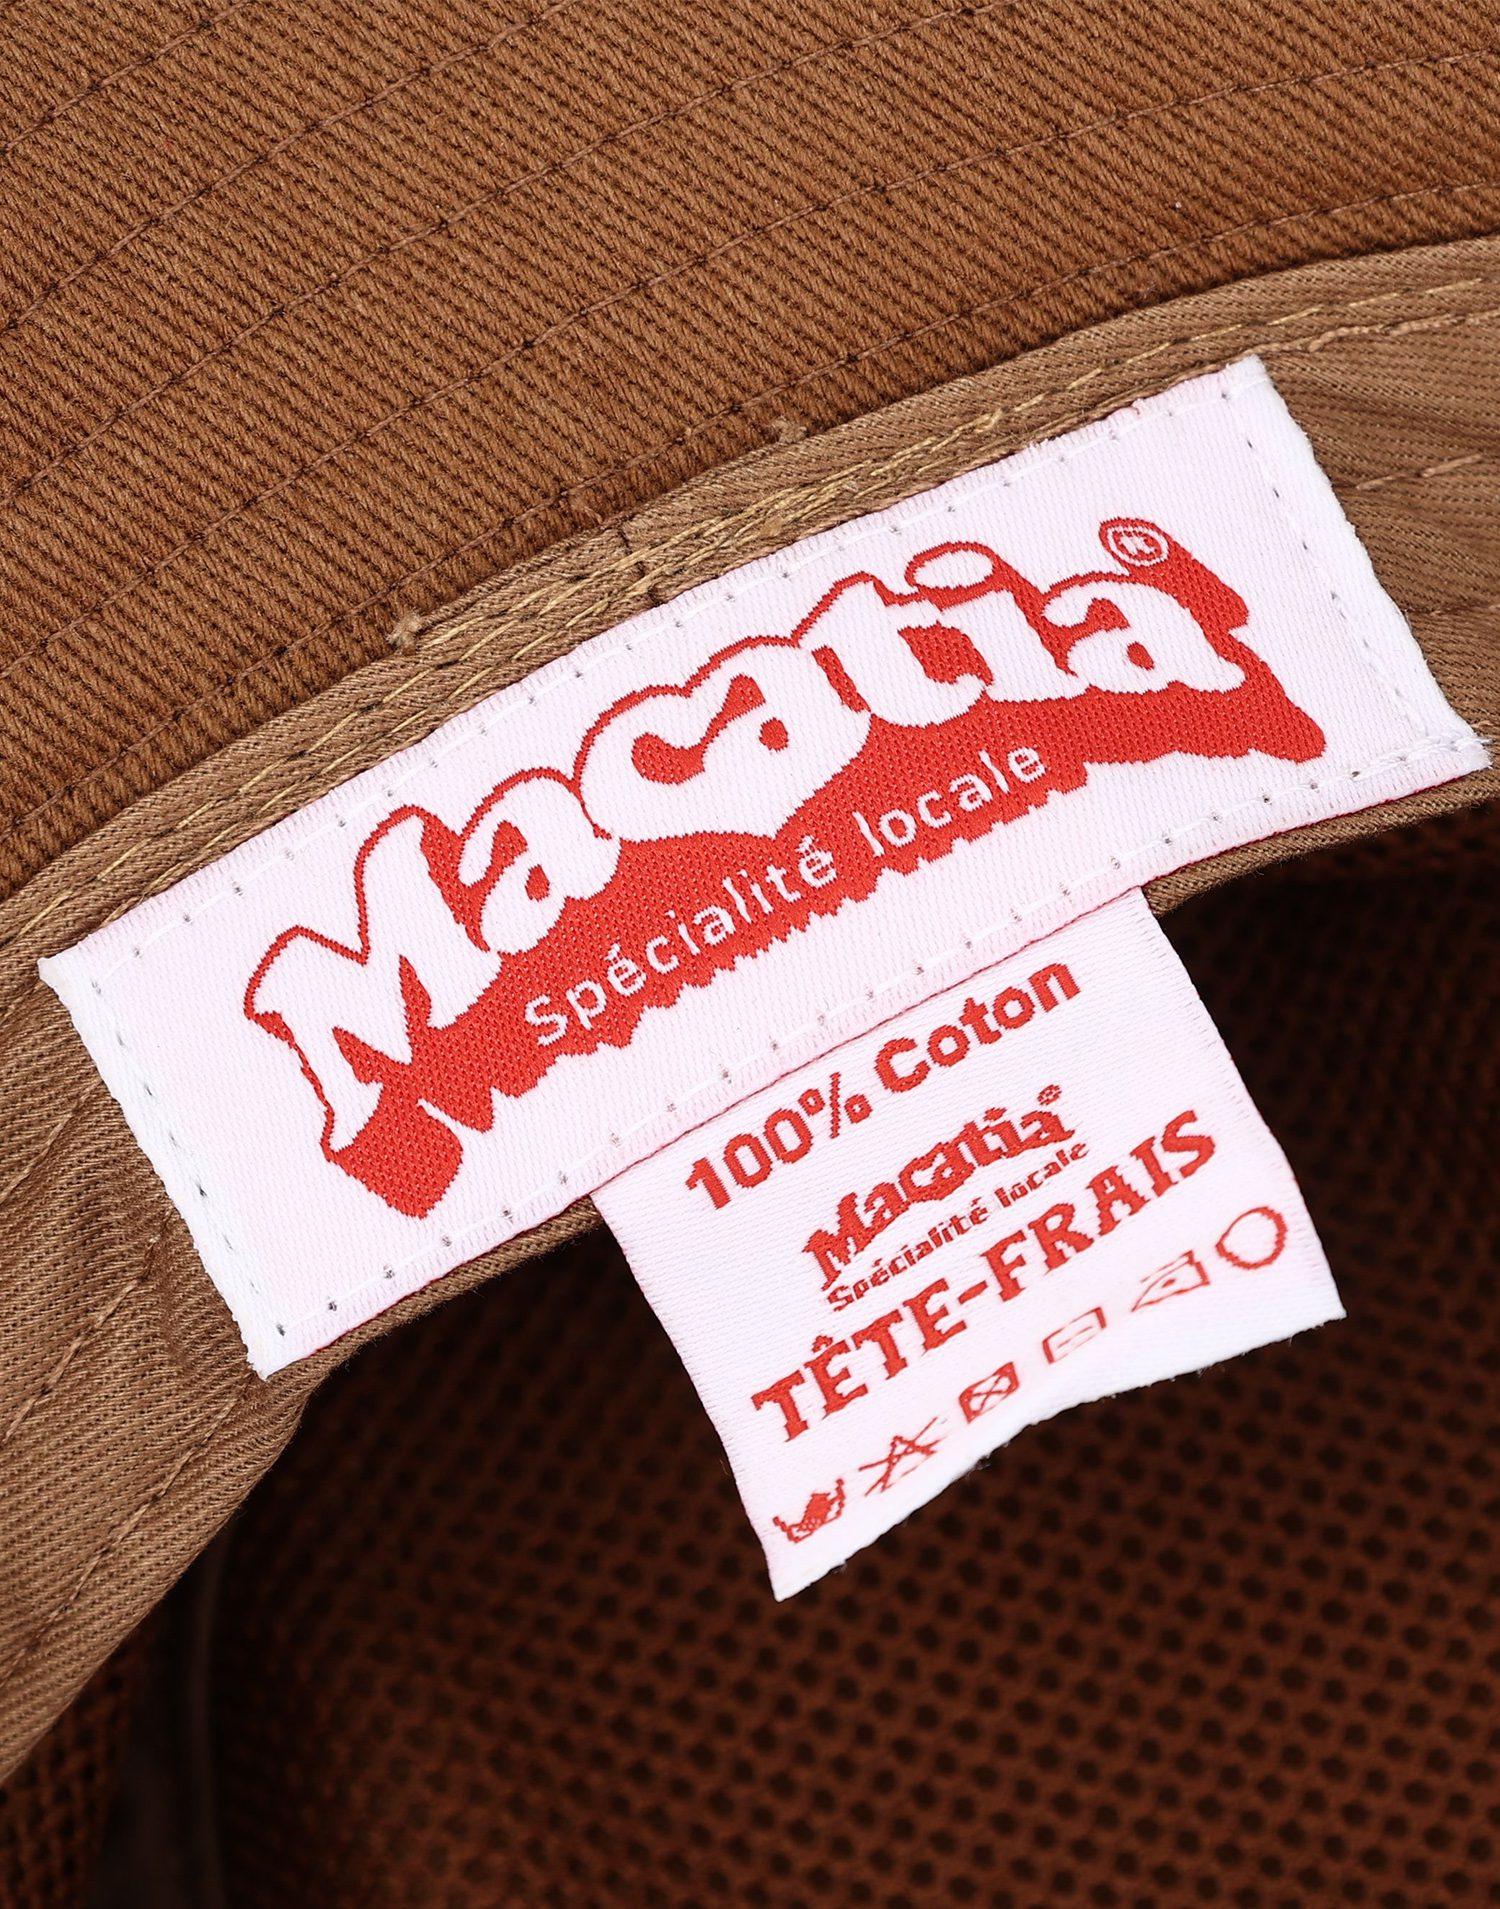 Macatia®
Spécialité locale
100% Coton
Macatia®
Spécialité locale
TÊTE-FRAIS